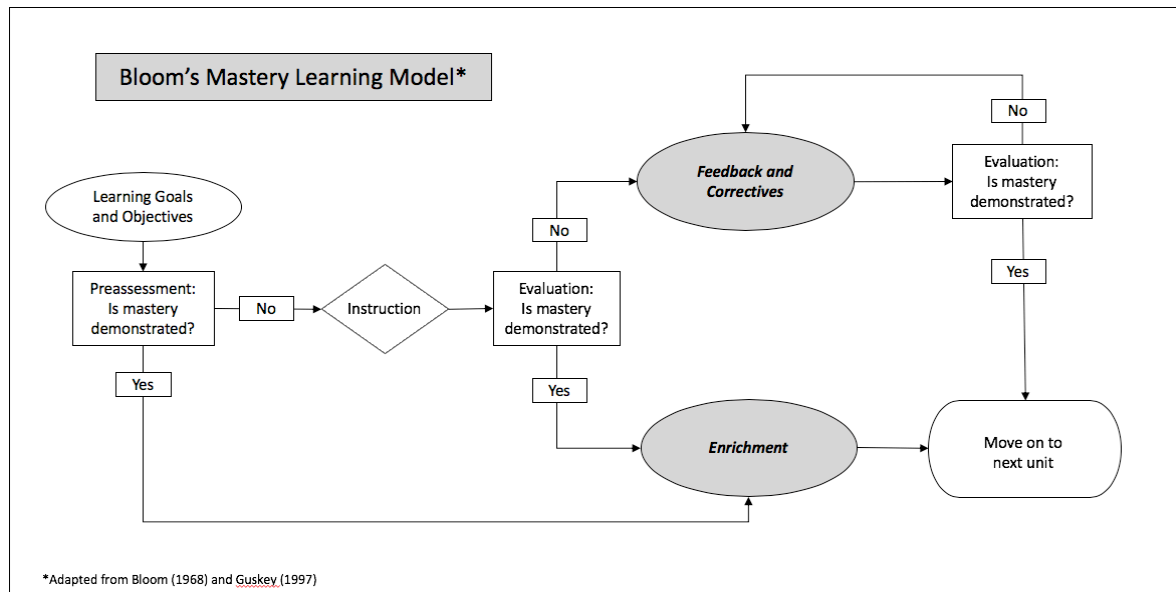 Bloom's Mastery Learning Model*
Learning Goals
and Objectives
Preassessment:
Is mastery
demonstrated?
No
Yes
Instruction
Evaluation:
Is mastery
demonstrated?
No
Yes
Feedback and
Correctives
Enrichment
No
Evaluation:
Is mastery
demonstrated?
Yes
Move on to
next unit
*Adapted from Bloom (1968) and Guskey (1997)